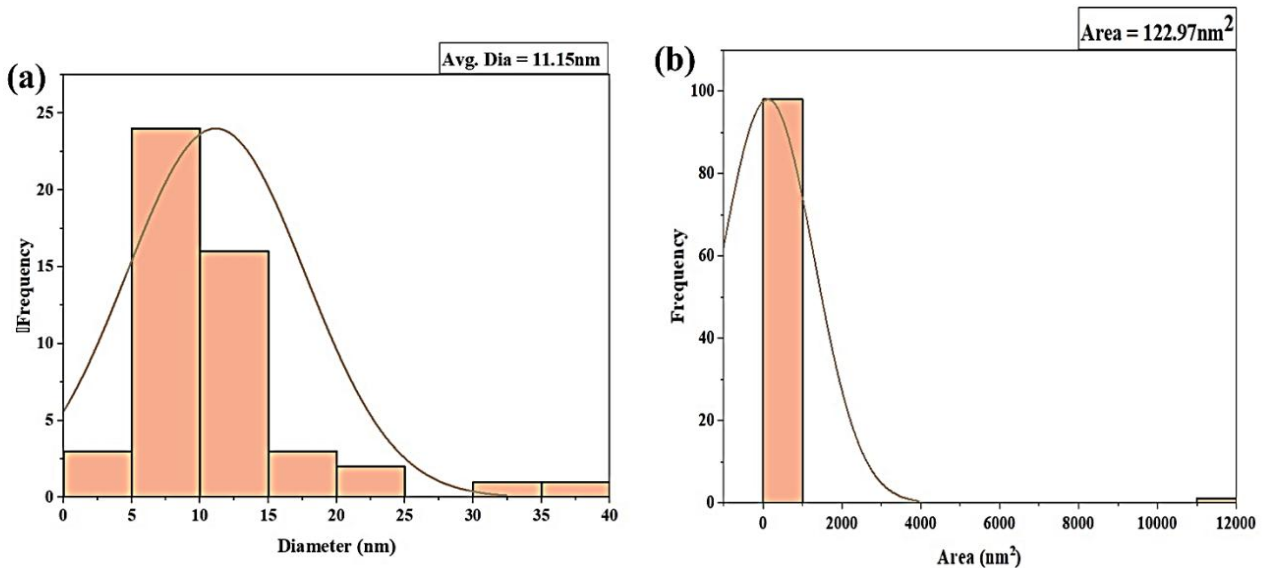 (a)
Avg. Dia = 11.15nm
Frequency
25
20
15
10
5
0
0 5 10 15 20 25 30 35 40
Diameter (nm)
(b)
Area = 122.97nm²
Frequency
100
80
60
40
20
0
0 2000 4000 6000 8000 10000 12000
Area (nm²)